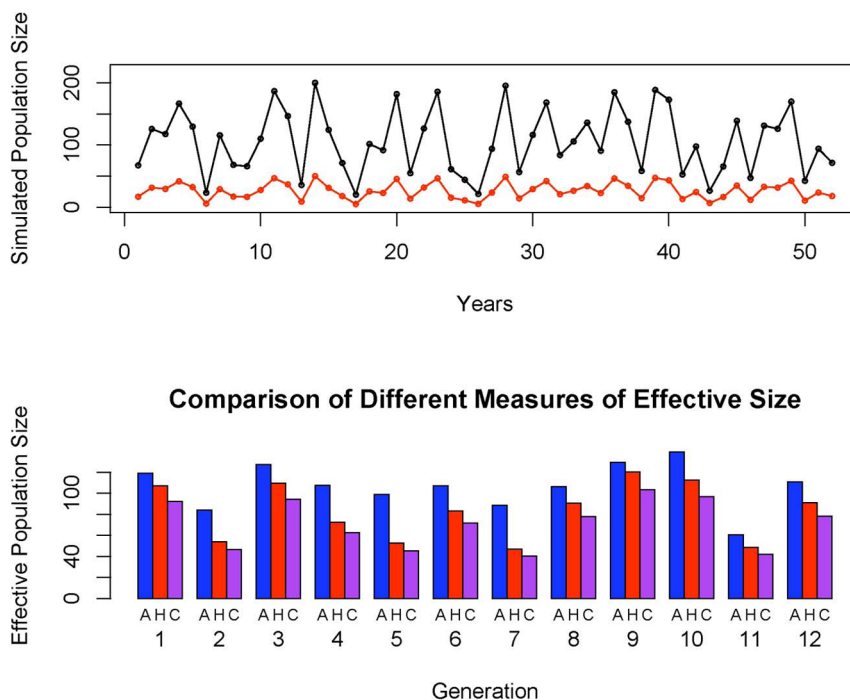 Simulated Population Size
200
100
0
0 10 20 30 40 50
Years
Comparison of Different Measures of Effective Size
Effective Population Size
100
40
0
A H C A H C A H C A H C A H C A H C A H C A H C A H C A H C A H C A H C
1 2 3 4 5 6 7 8 9 10 11 12
Generation